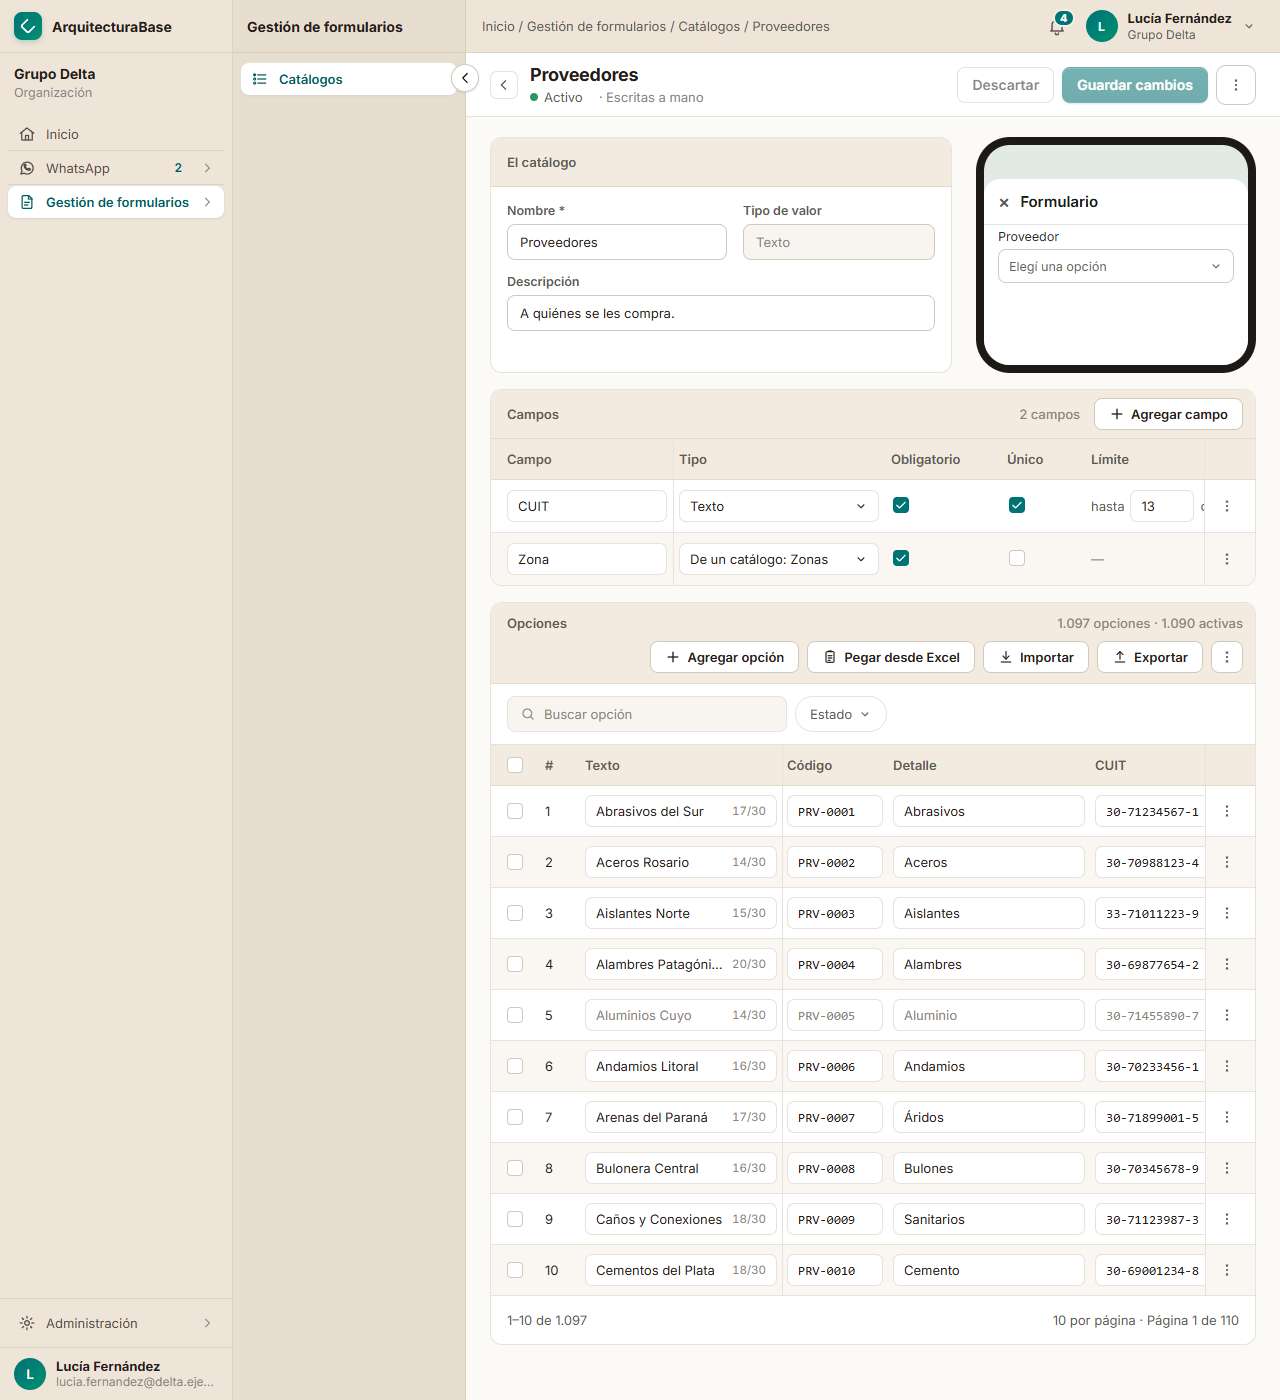 ArquitecturaBase
Grupo Delta
Organización
Inicio
WhatsApp 2
Gestión de formularios
Administración
L Lucía Fernández
lucia.fernandez@delta.eje...
Gestión de formularios
Catálogos
Inicio / Gestión de formularios / Catálogos / Proveedores
4
L Lucía Fernández
Grupo Delta
Proveedores
Activo · Escritas a mano
Descartar
Guardar cambios
El catálogo
Nombre * Tipo de valor
Proveedores Texto
Descripción
A quiénes se les compra.
Formulario
Proveedor
Elegí una opción
Campos 2 campos Agregar campo
Campo Tipo Obligatorio Único Límite
CUIT Texto hasta 13
Zona De un catálogo: Zonas —
Opciones 1.097 opciones · 1.090 activas
Agregar opción Pegar desde Excel Importar Exportar
Buscar opción Estado
# Texto Código Detalle CUIT
1 Abrasivos del Sur 17/30 PRV-0001 Abrasivos 30-71234567-1
2 Aceros Rosario 14/30 PRV-0002 Aceros 30-70988123-4
3 Aislantes Norte 15/30 PRV-0003 Aislantes 33-71011223-9
4 Alambres Patagóni... 20/30 PRV-0004 Alambres 30-69877654-2
5 Aluminios Cuyo 14/30 PRV-0005 Aluminio 30-71455890-7
6 Andamios Litoral 16/30 PRV-0006 Andamios 30-70233456-1
7 Arenas del Paraná 17/30 PRV-0007 Áridos 30-71899001-5
8 Bulonera Central 16/30 PRV-0008 Bulones 30-70345678-9
9 Caños y Conexiones 18/30 PRV-0009 Sanitarios 30-71123987-3
10 Cementos del Plata 18/30 PRV-0010 Cemento 30-69001234-8
1–10 de 1.097 10 por página · Página 1 de 110